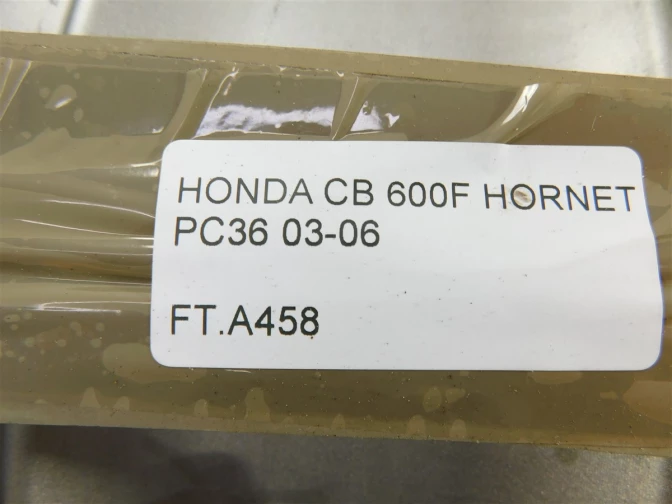 HONDA CB 600F HORNET
PC36 03-06
FT.A458